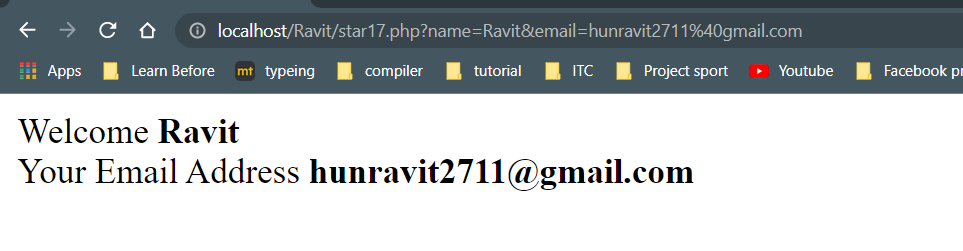 localhost/Ravit/star17.php?name=Ravit&email=hunravit2711%40gmail.com
Apps Learn Before mt typeing compiler tutorial ITC Project sport Youtube Facebook pr
Welcome Ravit
Your Email Address hunravit2711@gmail.com